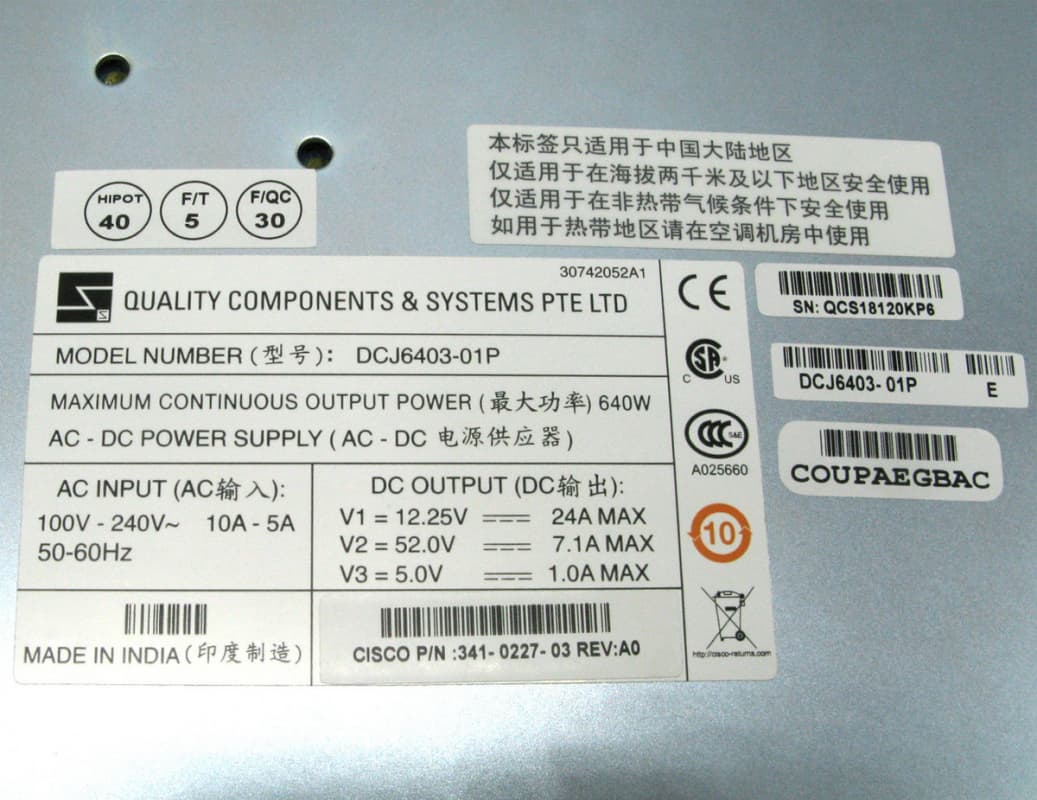 本标签只适用于中国大陆地区
仅适用于在海拔两千米及以下地区安全使用
仅适用于在非热带气候条件下安全使用
如用于热带地区请在空调机房中使用
HIPOT 40
F/T 5
F/QC 30
30742052A1
QUALITY COMPONENTS & SYSTEMS PTE LTD
MODEL NUMBER (型号): DCJ6403-01P
MAXIMUM CONTINUOUS OUTPUT POWER (最大功率) 640W
AC - DC POWER SUPPLY (AC - DC 电源供应器)
AC INPUT (AC输入):
100V - 240V~ 10A - 5A
50-60Hz
DC OUTPUT (DC输出):
V1 = 12.25V 24A MAX
V2 = 52.0V 7.1A MAX
V3 = 5.0V 1.0A MAX
MADE IN INDIA (印度制造)
CISCO P/N :341- 0227- 03 REV:A0
CE
C SA US
CCC S&E
A025660
10
http://cisco-returns.com
SN: QCS18120KP6
DCJ6403- 01P E
COUPAEGBAC